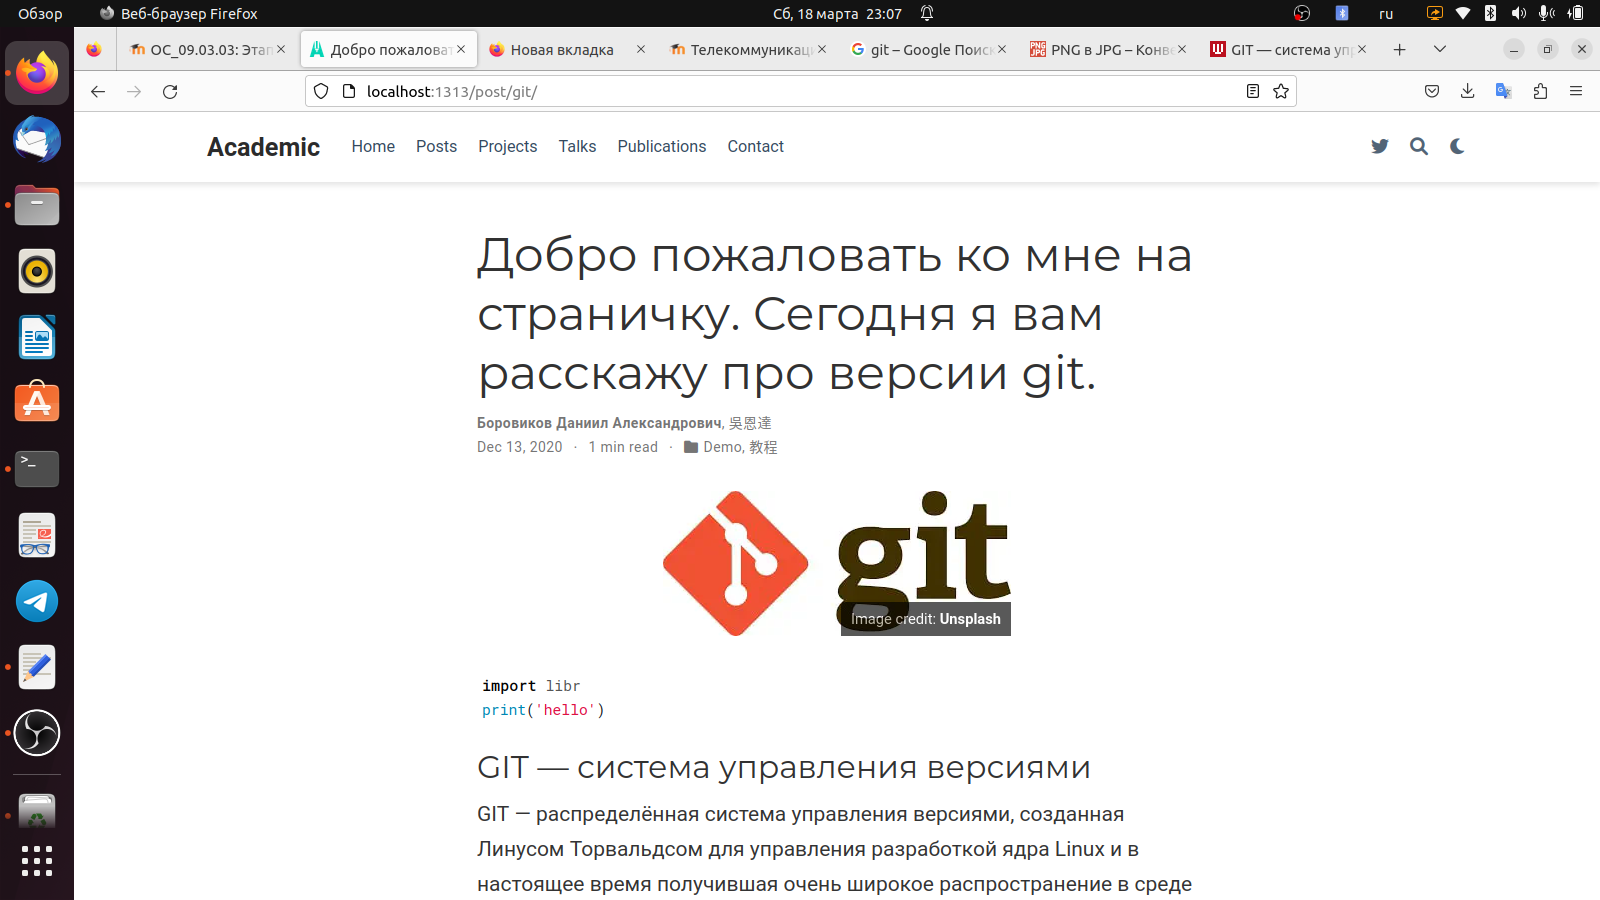 Обзор
Веб-браузер Firefox
Сб, 18 марта 23:07
ru
ОС_09.03.03: Этап
Добро пожаловат
Новая вкладка
Телекоммуникац
git – Google Поиск
PNG в JPG – Конве
GIT — система упр
localhost:1313/post/git/
Academic
Home
Posts
Projects
Talks
Publications
Contact
Добро пожаловать ко мне на
страничку. Сегодня я вам
расскажу про версии git.
Боровиков Даниил Александрович, 吳恩達
Dec 13, 2020 · 1 min read · Demo, 教程
git
Image credit: Unsplash
import libr
print('hello')
GIT — система управления версиями
GIT — распределённая система управления версиями, созданная
Линусом Торвальдсом для управления разработкой ядра Linux и в
настоящее время получившая очень широкое распространение в среде